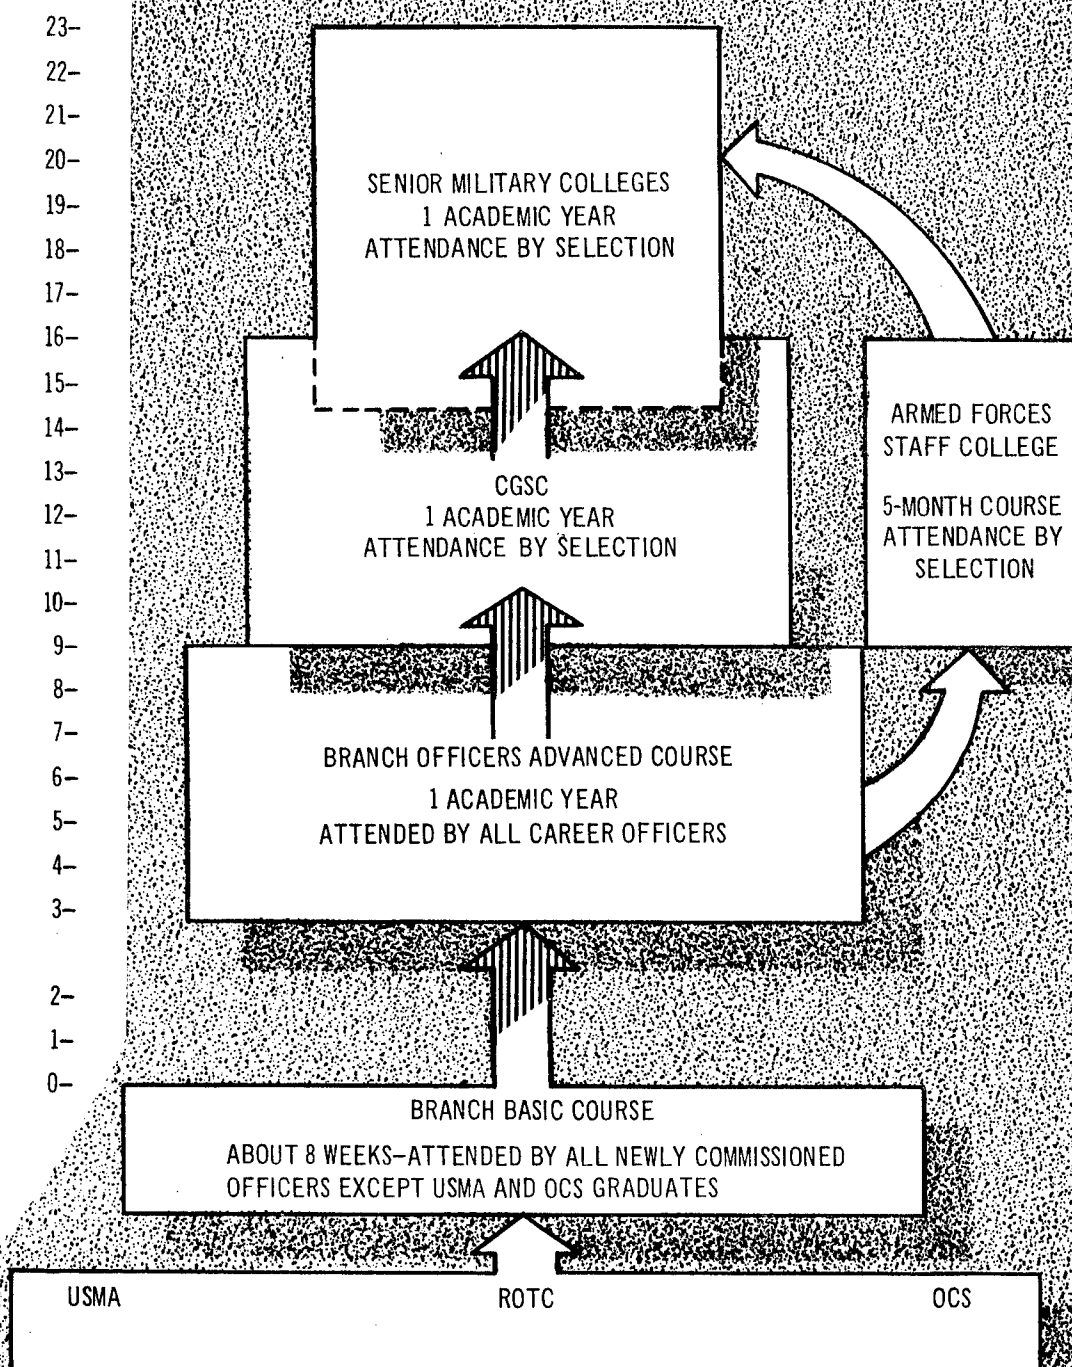 23–
22–
21–
20–
19–
18–
17–
16–
15–
14–
13–
12–
11–
10–
9–
8–
7–
6–
5–
4–
3–
2–
1–
0–
SENIOR MILITARY COLLEGES
1 ACADEMIC YEAR
ATTENDANCE BY SELECTION
ARMED FORCES
STAFF COLLEGE
5-MONTH COURSE
ATTENDANCE BY
SELECTION
CGSC
1 ACADEMIC YEAR
ATTENDANCE BY SELECTION
BRANCH OFFICERS ADVANCED COURSE
1 ACADEMIC YEAR
ATTENDED BY ALL CAREER OFFICERS
BRANCH BASIC COURSE
ABOUT 8 WEEKS–ATTENDED BY ALL NEWLY COMMISSIONED
OFFICERS EXCEPT USMA AND OCS GRADUATES
USMA ROTC OCS